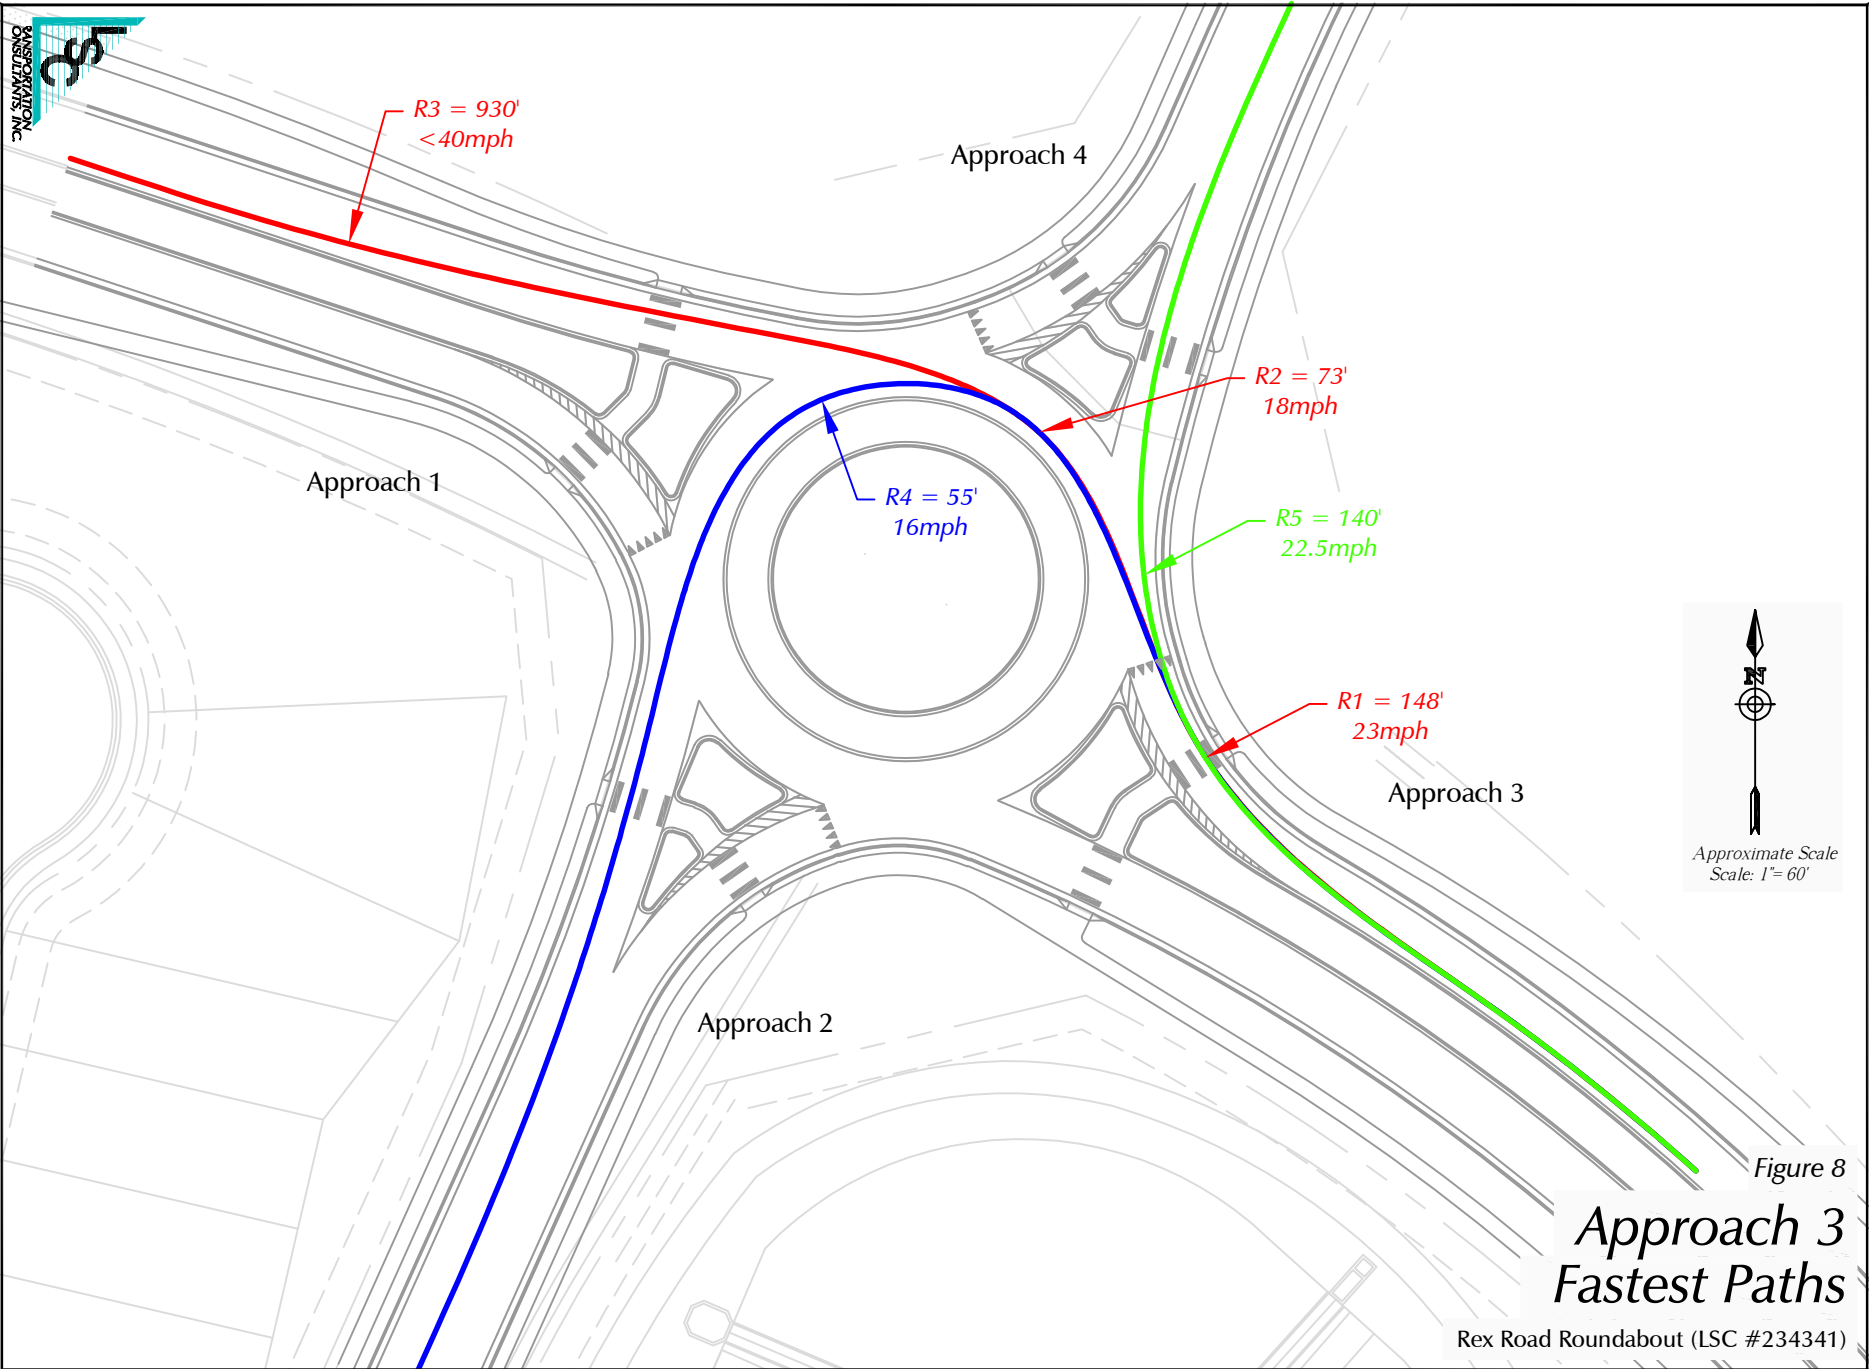 LSC
TRANSPORTATION
CONSULTANTS, INC.
R3 = 930'
<40mph
Approach 4
R2 = 73'
18mph
Approach 1
R4 = 55'
16mph
R5 = 140'
22.5mph
R1 = 148'
23mph
Approach 3
N
Approximate Scale
Scale: 1"= 60'
Approach 2
Figure 8
Approach 3
Fastest Paths
Rex Road Roundabout (LSC #234341)